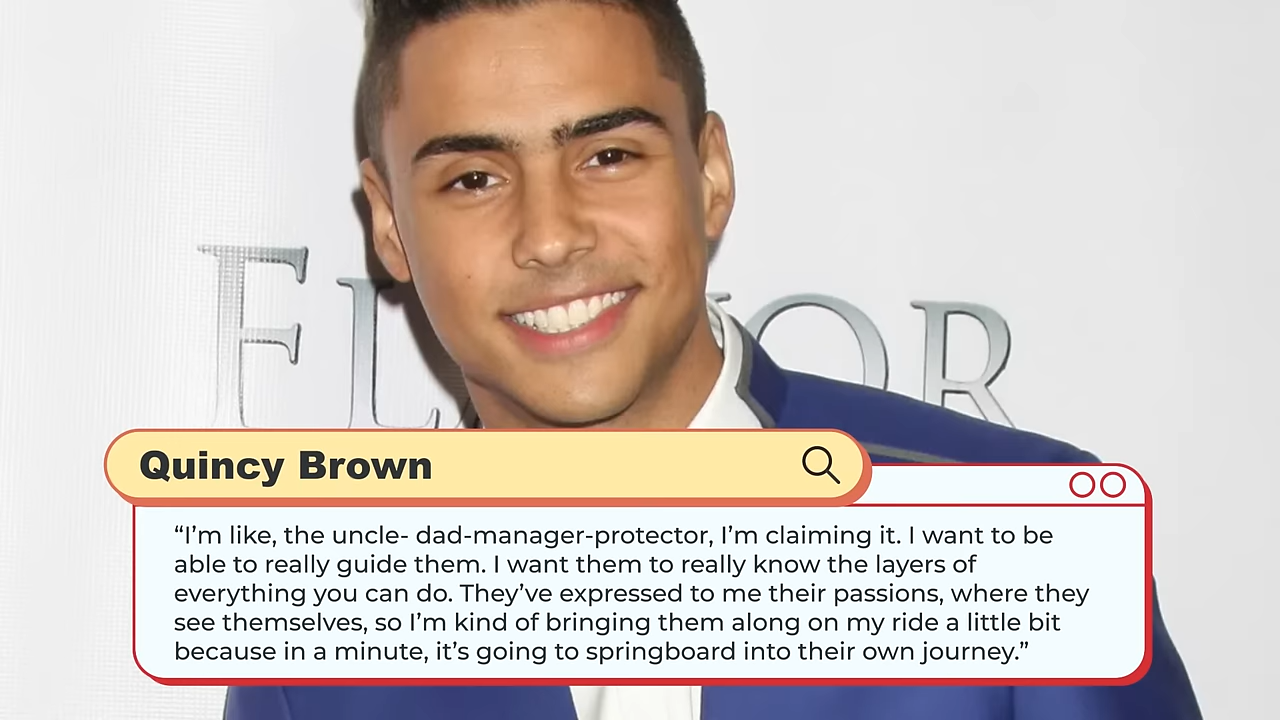 Quincy Brown
“I’m like, the uncle- dad-manager-protector, I’m claiming it. I want to be
able to really guide them. I want them to really know the layers of
everything you can do. They’ve expressed to me their passions, where they
see themselves, so I’m kind of bringing them along on my ride a little bit
because in a minute, it’s going to springboard into their own journey.”